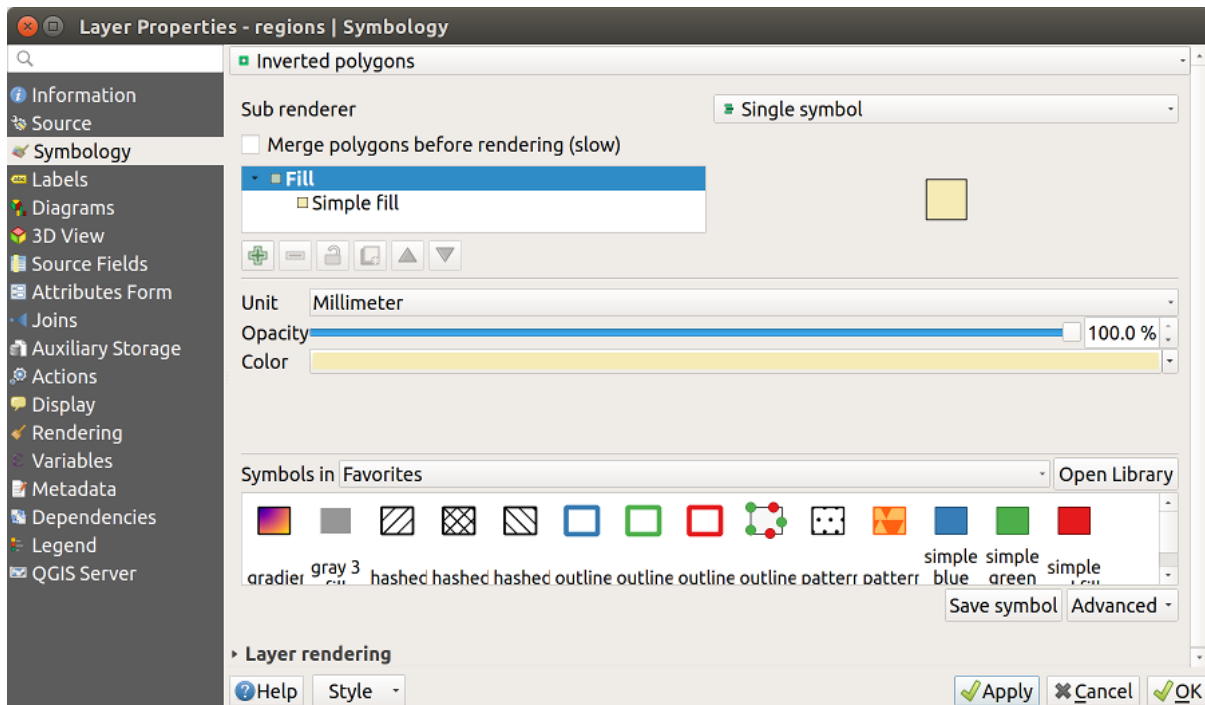 Layer Properties - regions | Symbology
Information
Source
Symbology
Labels
Diagrams
3D View
Source Fields
Attributes Form
Joins
Auxiliary Storage
Actions
Display
Rendering
Variables
Metadata
Dependencies
Legend
QGIS Server
Inverted polygons
Sub renderer Single symbol
Merge polygons before rendering (slow)
Fill
Simple fill
Unit Millimeter
Opacity 100.0 %
Color
Symbols in Favorites Open Library
simple simple
gradier gray 3 hashed hashed hashed outline outline outline outline patterr patterr blue green simple
Save symbol Advanced
Layer rendering
Help Style Apply Cancel OK